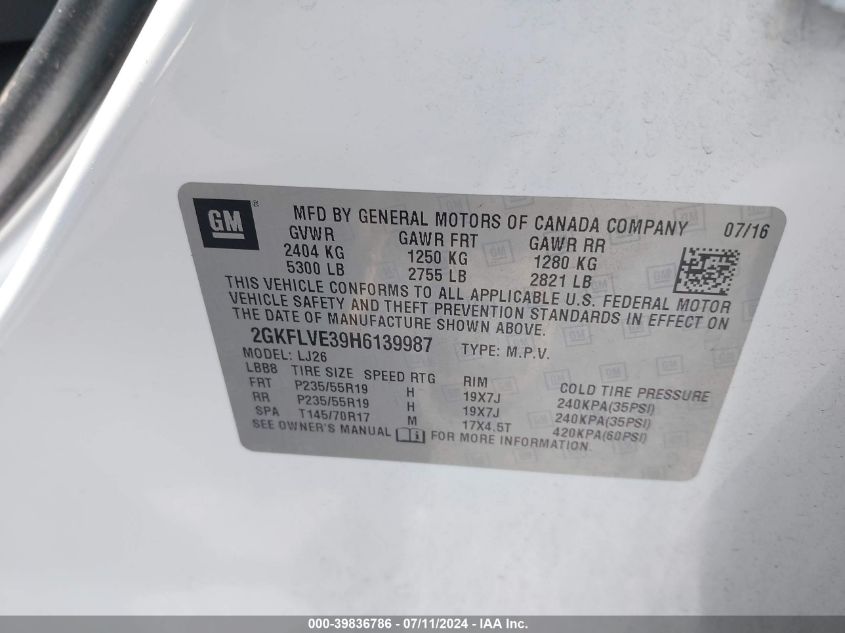 GM ®
MFD BY GENERAL MOTORS OF CANADA COMPANY 07/16
GVWR GAWR FRT GAWR RR
2404 KG 1250 KG 1280 KG
5300 LB 2755 LB 2821 LB
THIS VEHICLE CONFORMS TO ALL APPLICABLE U.S. FEDERAL MOTOR
VEHICLE SAFETY AND THEFT PREVENTION STANDARDS IN EFFECT ON
THE DATE OF MANUFACTURE SHOWN ABOVE.
2GKFLVE39H6139987 TYPE: M.P.V.
MODEL: LJ26
LBB8 TIRE SIZE SPEED RTG RIM COLD TIRE PRESSURE
FRT P235/55R19 H 19X7J 240KPA(35PSI)
RR P235/55R19 H 19X7J 240KPA(35PSI)
SPA T145/70R17 M 17X4.5T 420KPA(60PSI)
SEE OWNER'S MANUAL i FOR MORE INFORMATION.
000-39836786 - 07/11/2024 - IAA Inc.